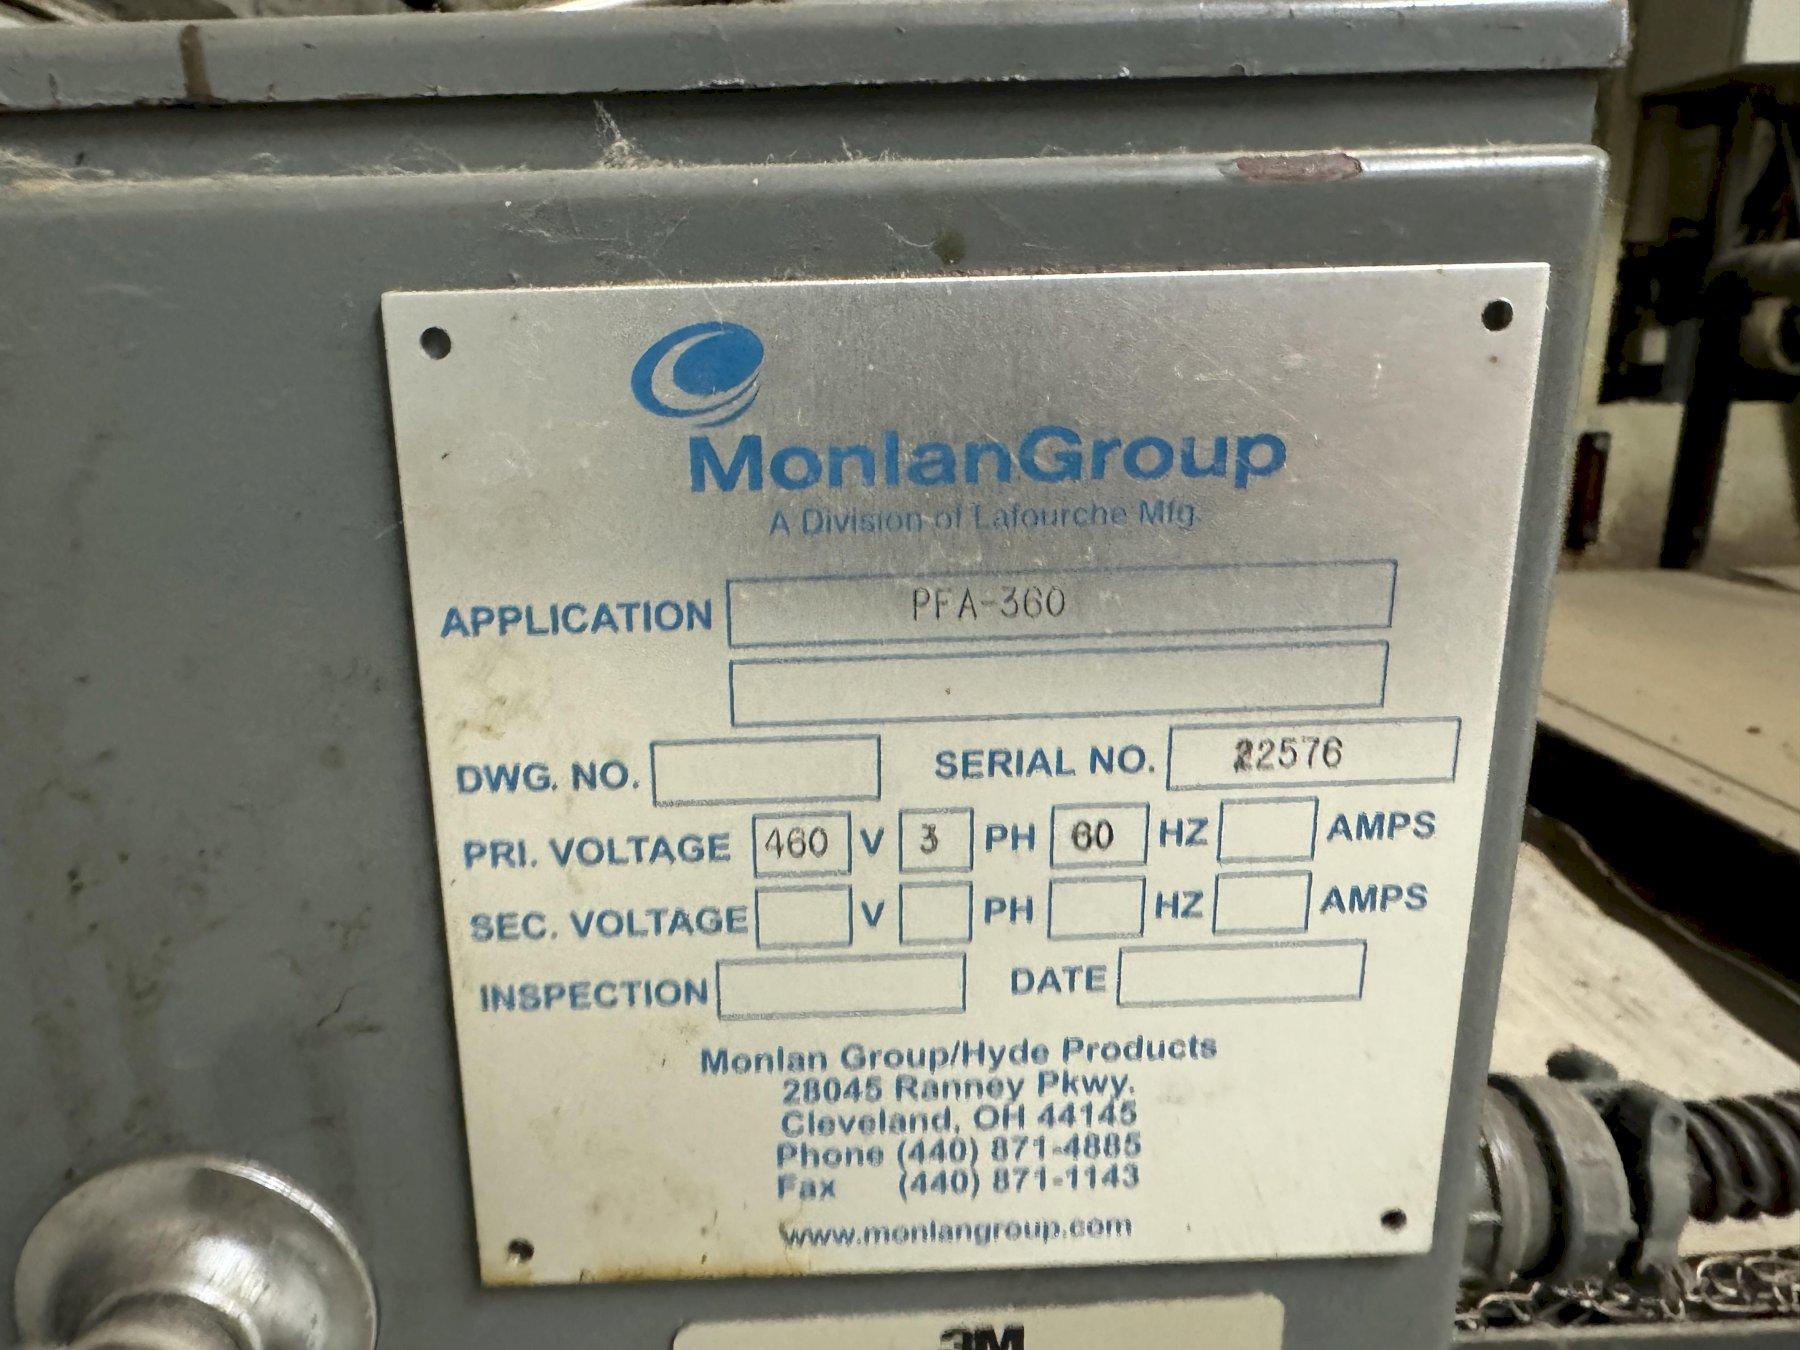 MonlanGroup
A Division of Lafourche Mfg.
APPLICATION PFA-360
DWG. NO. SERIAL NO. 22576
PRI. VOLTAGE 460 V 3 PH 60 HZ AMPS
SEC. VOLTAGE V PH HZ AMPS
INSPECTION DATE
Monlan Group/Hyde Products
28045 Ranney Pkwy.
Cleveland, OH 44145
Phone (440) 871-4885
Fax (440) 871-1143
www.monlangroup.com
3M